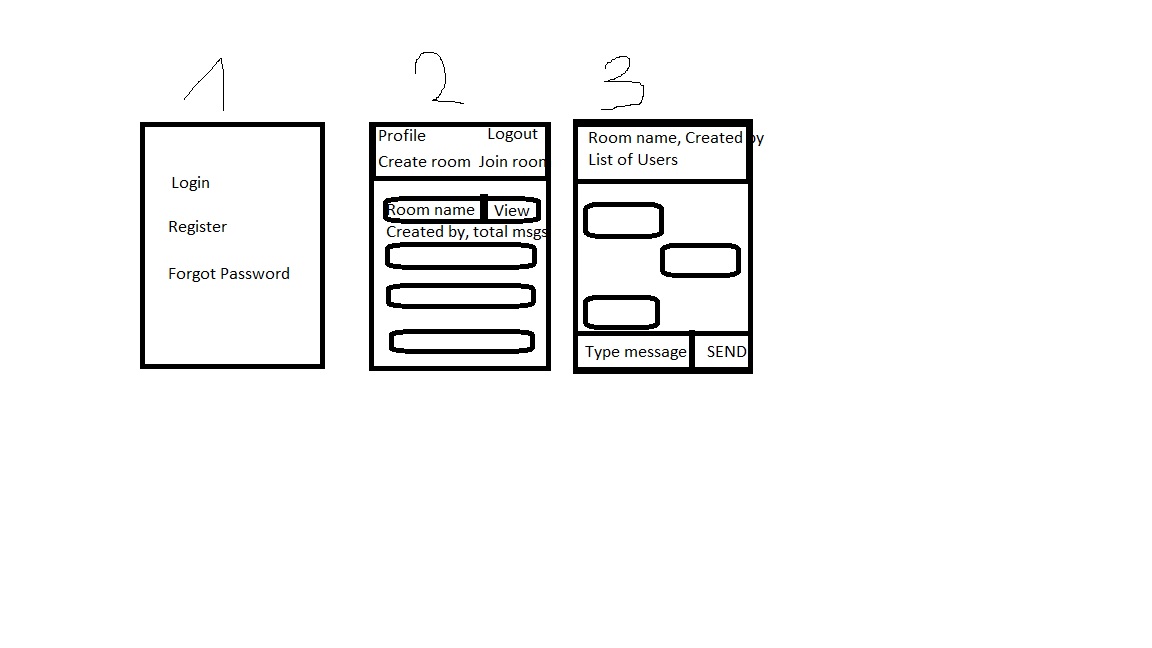 1
2
3
Login
Register
Forgot Password
Profile Logout
Create room Join room
Room name View
Created by, total msgs
Room name, Created by
List of Users
Type message SEND